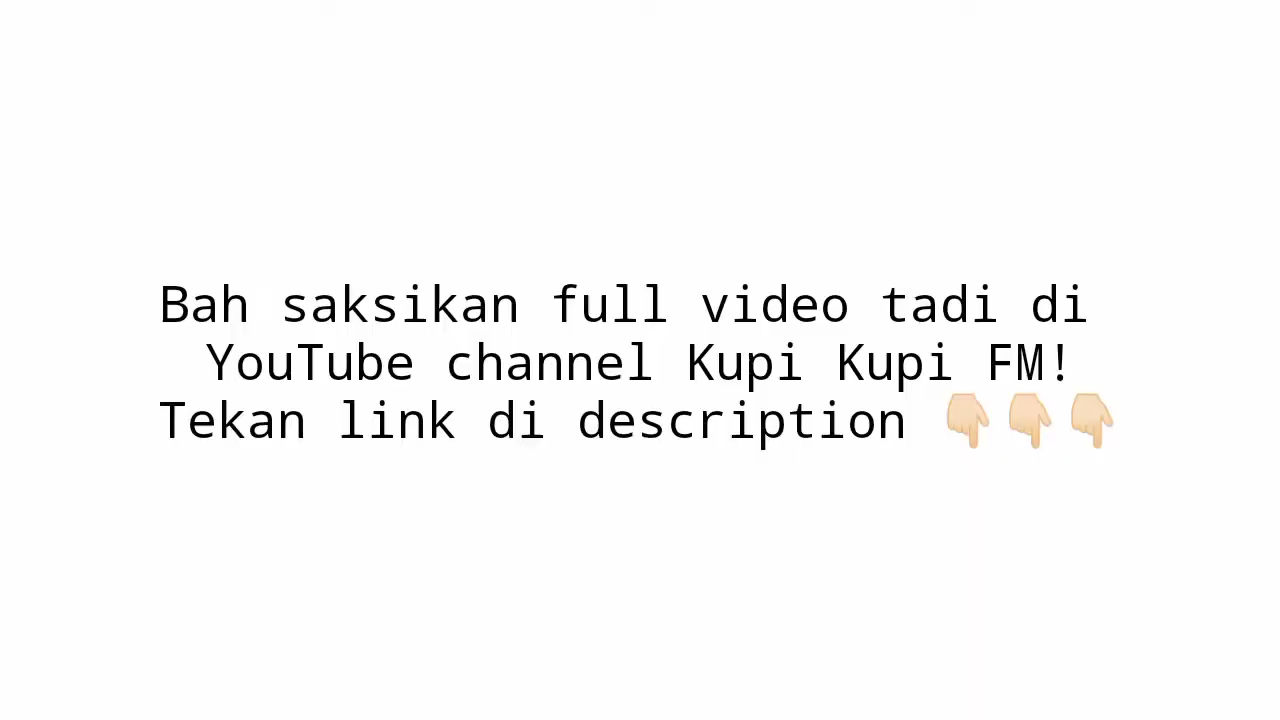 Bah saksikan full video tadi di
YouTube channel Kupi Kupi FM!
Tekan link di description 👇🏻👇🏻👇🏻